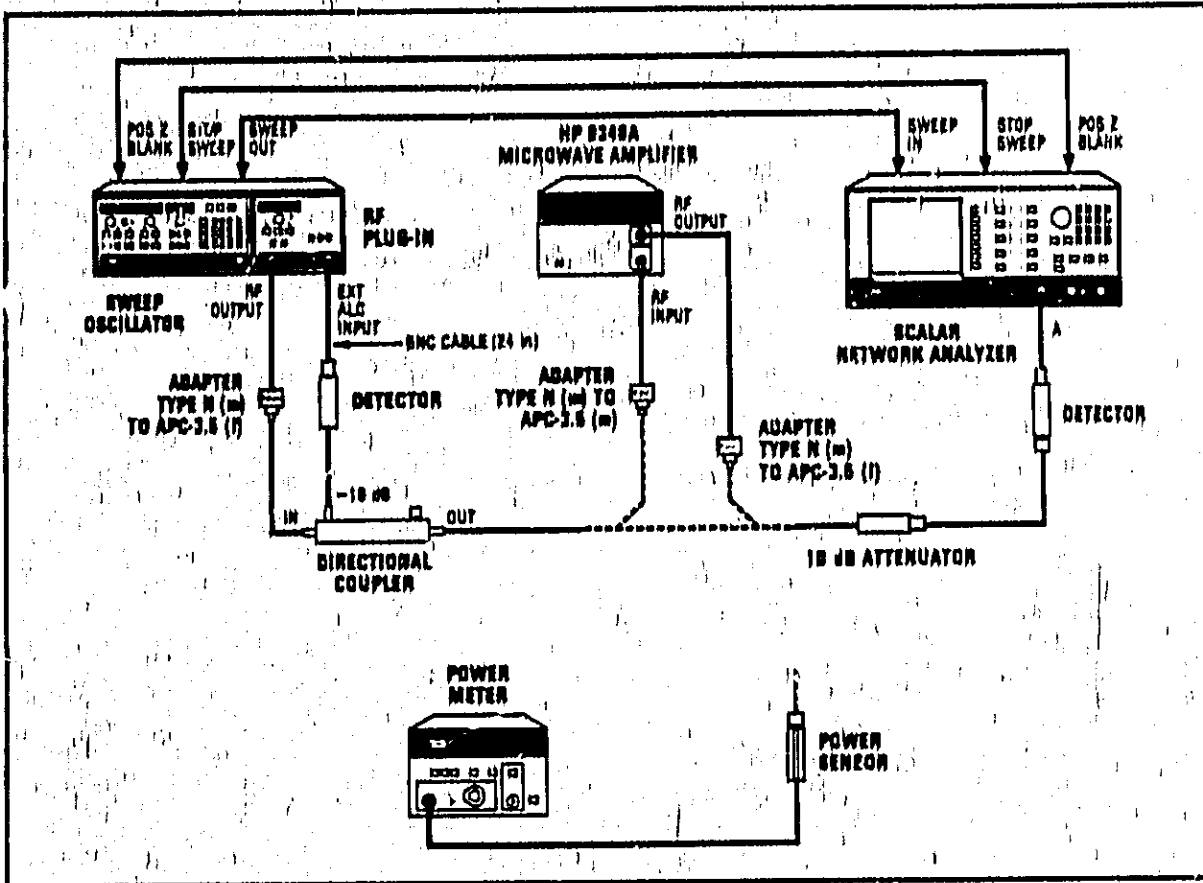 POS Z
BLANK
STOP
SWEEP
SWEEP
OUT
HP 8349A
MICROWAVE AMPLIFIER
SWEEP
IN
STOP
SWEEP
POS Z
BLANK
RF
PLUG-IN
RF
OUTPUT
SWEEP
OSCILLATOR
RF
OUTPUT
EXT
ALC
INPUT
RF
INPUT
SCALAR
NETWORK ANALYZER
A
BNC CABLE (24 in)
ADAPTER
TYPE N (m)
TO APC-3.5 (f)
DETECTOR
ADAPTER
TYPE N (m) TO
APC-3.5 (m)
ADAPTER
TYPE N (m)
TO APC-3.5 (f)
DETECTOR
IN
OUT
DIRECTIONAL
COUPLER
10 dB ATTENUATOR
POWER
METER
POWER
SENSOR